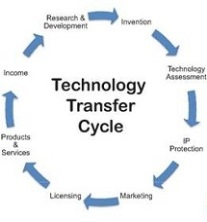 Research &
Development
Invention
Technology
Assessment
IP
Protection
Marketing
Licensing
Products
&
Services
Income
Technology
Transfer
Cycle